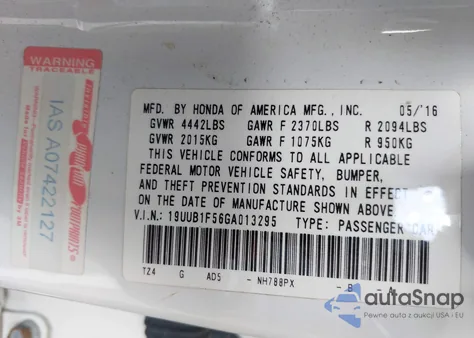 WARNING
TRACEABLE
IAS A07422127
MFD. BY HONDA OF AMERICA MFG., INC. 05/'16
GVWR 4442LBS GAWR F 2370LBS R 2094LBS
GVWR 2015KG GAWR F 1075KG R 950KG
THIS VEHICLE CONFORMS TO ALL APPLICABLE
FEDERAL MOTOR VEHICLE SAFETY, BUMPER,
AND THEFT PREVENTION STANDARDS IN EFFECT
ON THE DATE OF MANUFACTURE SHOWN ABOVE
V.I.N.: 19UUB1F56GA013295 TYPE: PASSENGER CAR
TZ4 G AD5 - NH788PX - B
autoSnap
Pewne auta z aukcji USA i EU